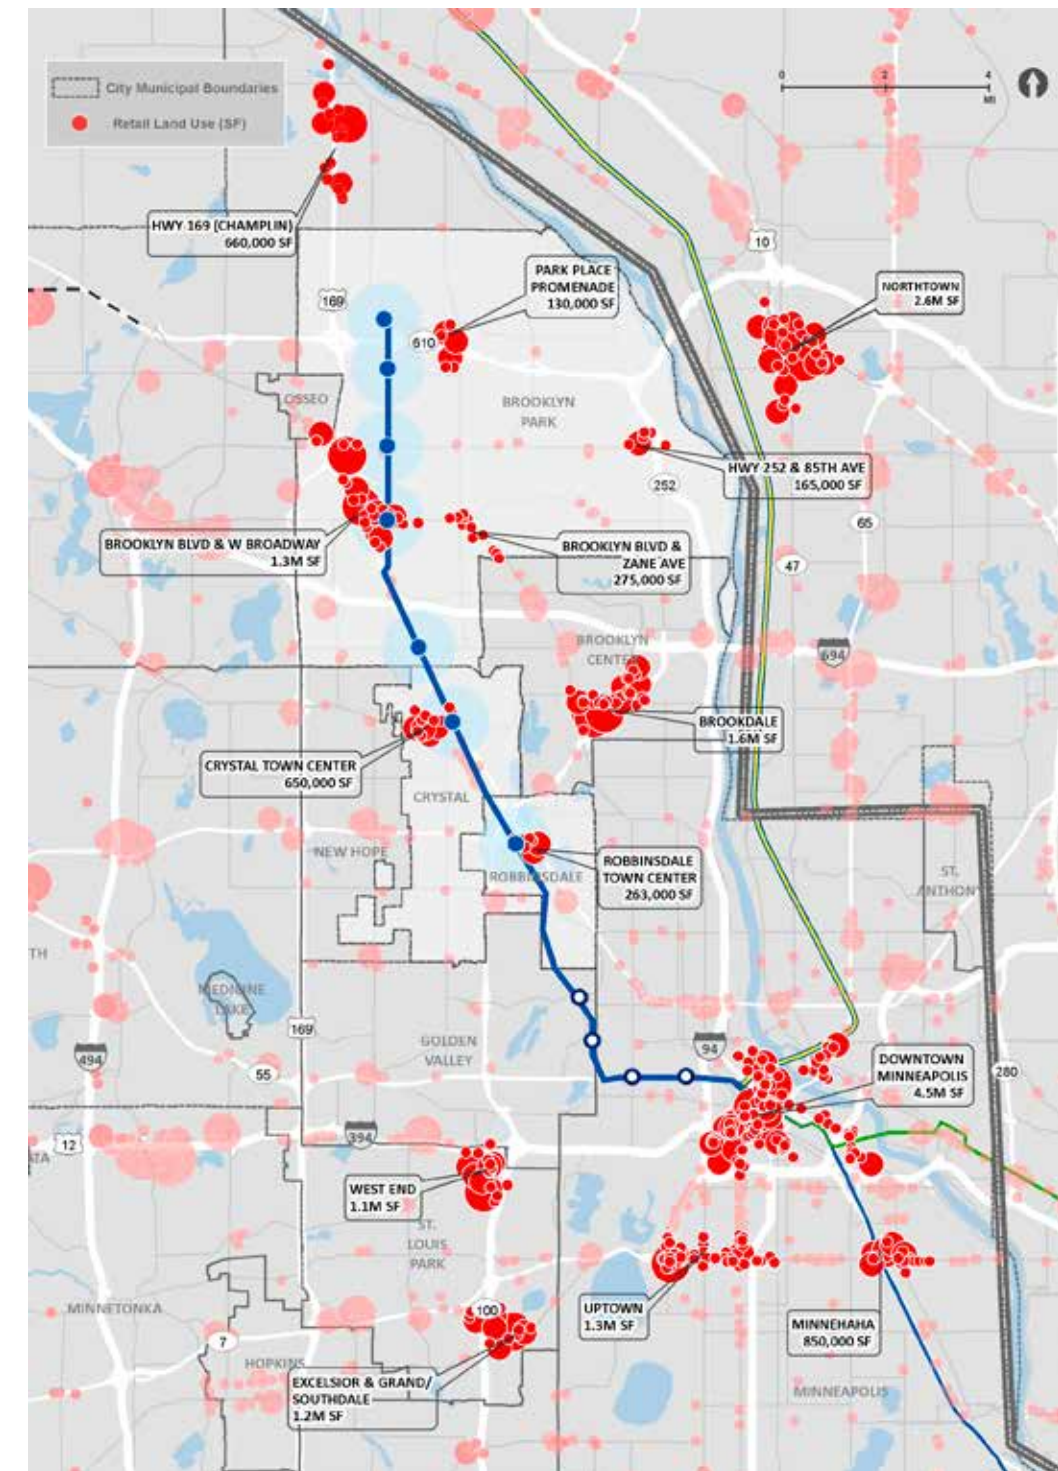 City Municipal Boundaries
Retail Land Use (SF)
0 2 4
MI
HWY 169 (CHAMPLIN)
660,000 SF
10
PARK PLACE
PROMENADE
130,000 SF
NORTHTOWN
2.6M SF
169
610
OSSEO
BROOKLYN
PARK
HWY 252 & 85TH AVE
165,000 SF
252
65
BROOKLYN BLVD & W BROADWAY
1.3M SF
BROOKLYN BLVD &
ZANE AVE
275,000 SF
47
BROOKLYN
CENTER
694
BROOKDALE
1.6M SF
CRYSTAL TOWN CENTER
650,000 SF
CRYSTAL
NEW HOPE
ROBBINSDALE
ROBBINSDALE
TOWN CENTER
263,000 SF
ST.
ANTHONY
TH
MEDICINE
LAKE
169
494
GOLDEN
VALLEY
94
55
DOWNTOWN
MINNEAPOLIS
4.5M SF
280
394
12
ATA
WEST END
1.1M SF
ST.
LOUIS
PARK
MINNETONKA
100
UPTOWN
1.3M SF
MINNEHAHA
850,000 SF
7
HOPKINS
EXCELSIOR & GRAND/
SOUTHDALE
1.2M SF
MINNEAPOLIS